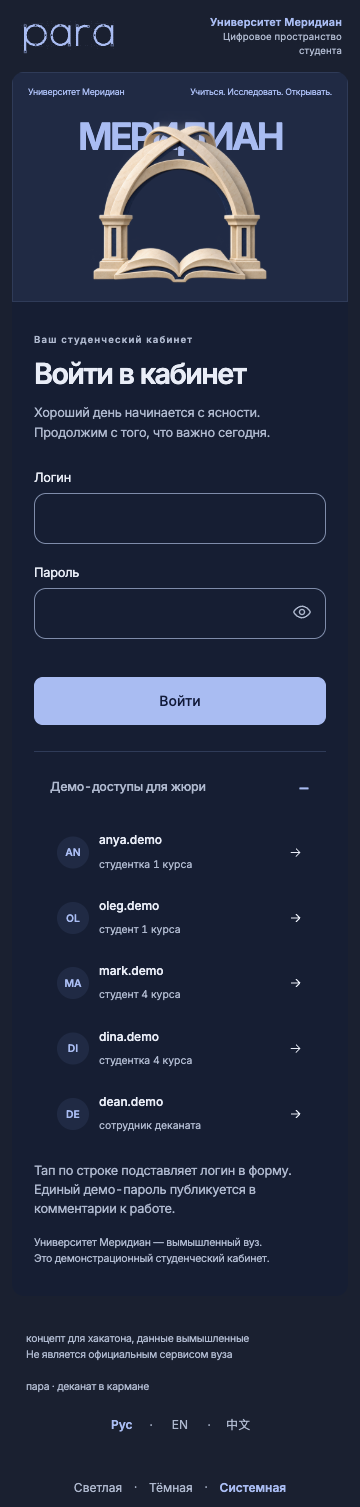 para
Университет Меридиан
Цифровое пространство
студента
Университет Меридиан
Учиться. Исследовать. Открывать.
МЕРИДИАН
Ваш студенческий кабинет
Войти в кабинет
Хороший день начинается с ясности.
Продолжим с того, что важно сегодня.
Логин
Пароль
Войти
Демо-доступы для жюри
AN
anya.demo
студентка 1 курса
→
OL
oleg.demo
студент 1 курса
→
MA
mark.demo
студент 4 курса
→
DI
dina.demo
студентка 4 курса
→
DE
dean.demo
сотрудник деканата
→
Тап по строке подставляет логин в форму.
Единый демо-пароль публикуется в
комментарии к работе.
Университет Меридиан — вымышленный вуз.
Это демонстрационный студенческий кабинет.
концепт для хакатона, данные вымышленные
Не является официальным сервисом вуза
пара · деканат в кармане
Рус · EN · 中文
Светлая · Тёмная · Системная